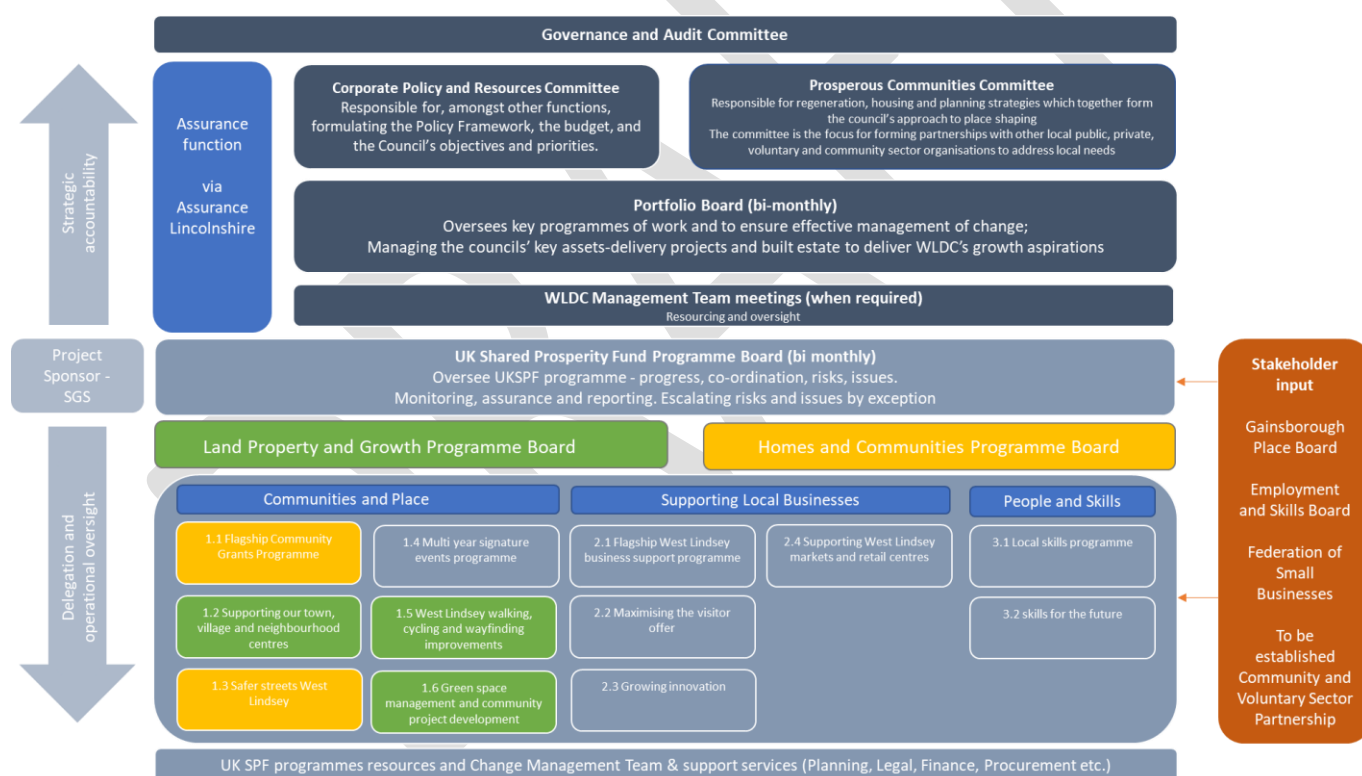 Governance and Audit Committee
Strategic
accountability
Assurance
function
via
Assurance
Lincolnshire
Corporate Policy and Resources Committee
Responsible for, amongst other functions,
formulating the Policy Framework, the budget, and
the Council's objectives and priorities.
Prosperous Communities Committee
Responsible for regeneration, housing and planning strategies which together form
the council's approach to place shaping
The committee is the focus for forming partnerships with other local public, private,
voluntary and community sector organisations to address local needs
Portfolio Board (bi-monthly)
Oversees key programmes of work and to ensure effective management of change;
Managing the councils' key assets-delivery projects and built estate to deliver WLDC's growth aspirations
WLDC Management Team meetings (when required)
Resourcing and oversight
Project
Sponsor -
SGS
UK Shared Prosperity Fund Programme Board (bi monthly)
Oversee UKSPF programme - progress, co-ordination, risks, issues.
Monitoring, assurance and reporting. Escalating risks and issues by exception
Land Property and Growth Programme Board
Homes and Communities Programme Board
Delegation and
operational oversight
Communities and Place
1.1 Flagship Community
Grants Programme
1.4 Multi year signature
events programme
1.2 Supporting our town,
village and neighbourhood
centres
1.5 West Lindsey walking,
cycling and wayfinding
improvements
1.3 Safer streets West
Lindsey
1.6 Green space
management and community
project development
Supporting Local Businesses
2.1 Flagship West Lindsey
business support programme
2.4 Supporting West Lindsey
markets and retail centres
2.2 Maximising the visitor
offer
2.3 Growing innovation
People and Skills
3.1 Local skills programme
3.2 skills for the future
UK SPF programmes resources and Change Management Team & support services (Planning, Legal, Finance, Procurement etc.)
Stakeholder
input
Gainsborough
Place Board
Employment
and Skills Board
Federation of
Small
Businesses
To be
established
Community and
Voluntary Sector
Partnership